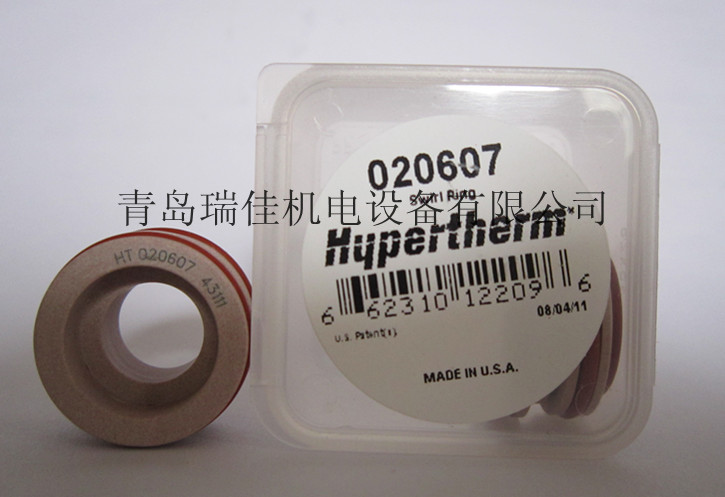 020607
Swirl Ring
青岛瑞佳机电设备有限公司
Hypertherm
HT 020607 43111
6 62310 12209 6
08/04/11
U.S. Patent(s)
MADE IN U.S.A.